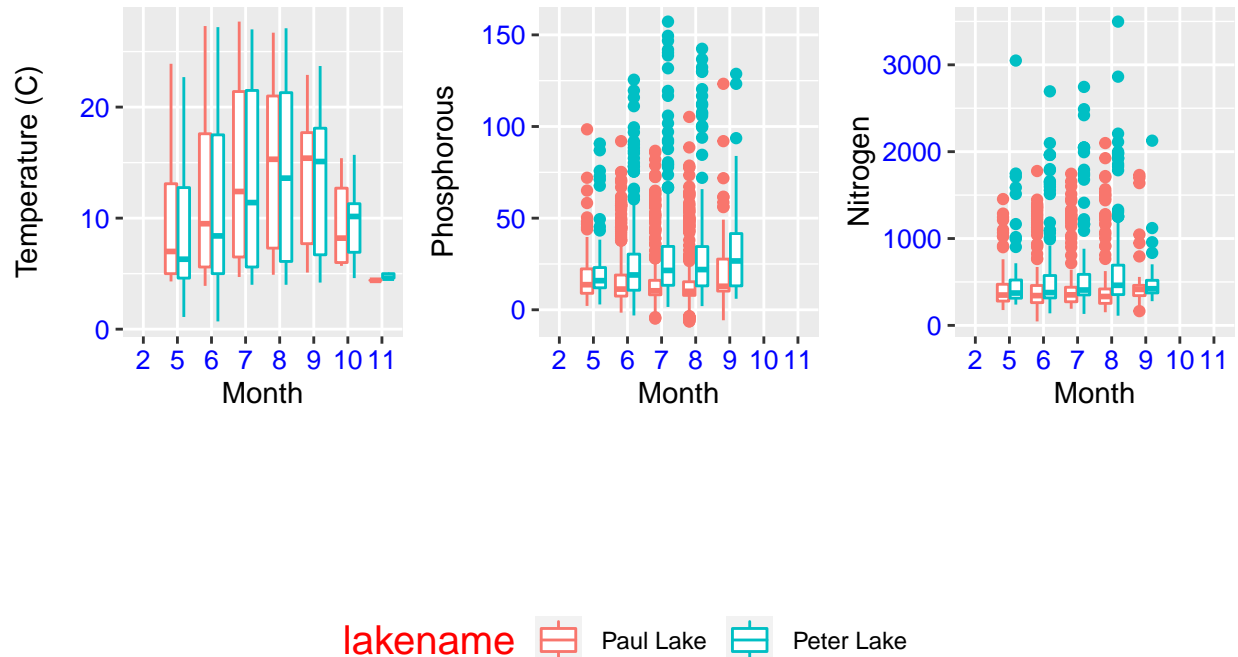 Temperature (C)
20
10
0
2 5 6 7 8 9 10 11
Month
Phosphorous
150
100
50
0
2 5 6 7 8 9 10 11
Month
Nitrogen
3000
2000
1000
0
2 5 6 7 8 9 10 11
Month
lakename Paul Lake Peter Lake